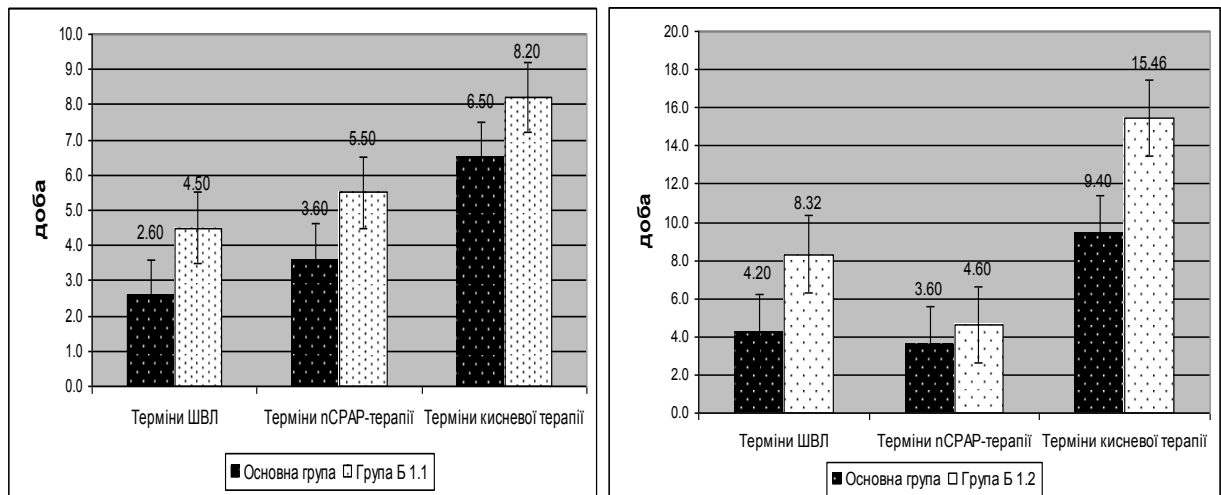 10.0
9.0
8.0
7.0
6.0
5.0
4.0
3.0
2.0
1.0
0.0
доба
2.60
4.50
3.60
5.50
6.50
8.20
Терміни ШВЛ
Терміни nCPAP-терапії
Терміни кисневої терапії
Основна група
Група Б 1.1
20.0
18.0
16.0
14.0
12.0
10.0
8.0
6.0
4.0
2.0
0.0
доба
4.20
8.32
3.60
4.60
9.40
15.46
Терміни ШВЛ
Терміни nCPAP-терапії
Терміни кисневої терапії
Основна група
Група Б 1.2